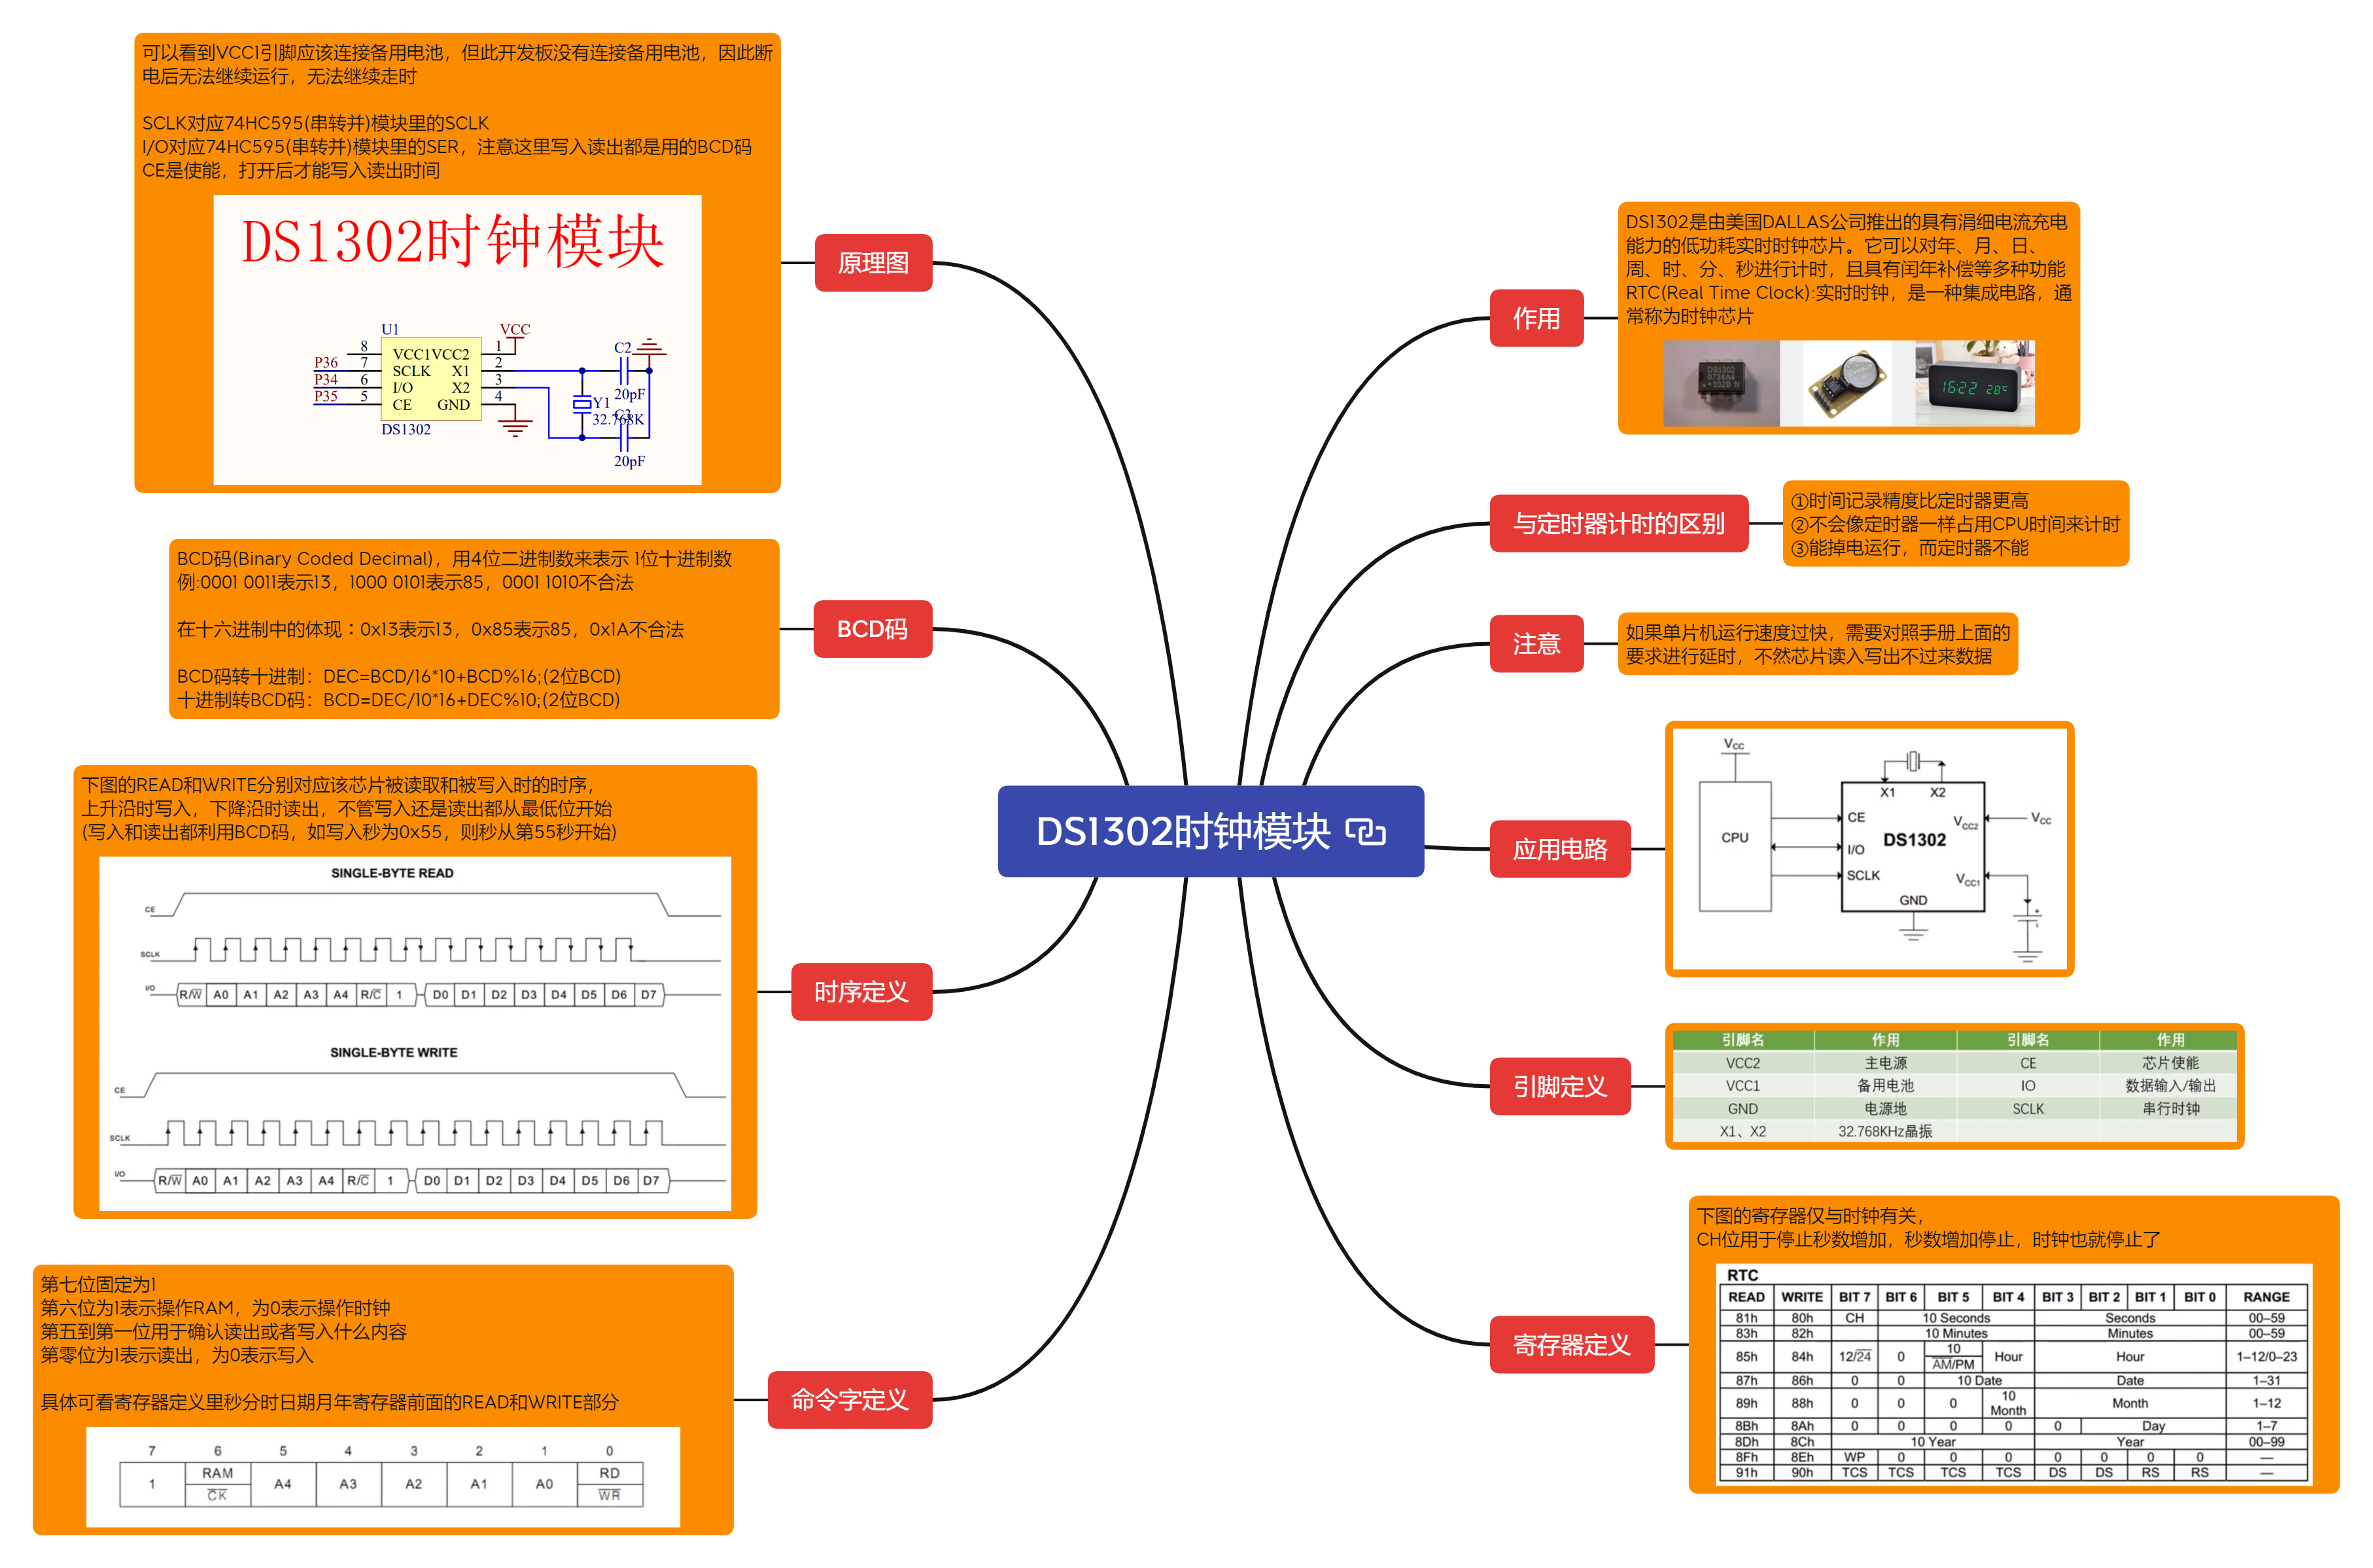 DS1302时钟模块
原理图
可以看到VCC1引脚应该连接备用电池，但此开发板没有连接备用电池，因此断
电后无法继续运行，无法继续走时
SCLK对应74HC595(串转并)模块里的SCLK
I/O对应74HC595(串转并)模块里的SER，注意这里写入读出都是用的BCD码
CE是使能，打开后才能写入读出时间
DS1302时钟模块
U1 VCC
8 VCC1 VCC2 1
P36 7 SCLK X1 2
P34 6 I/O X2 3
P35 5 CE GND 4
DS1302
C2
20pF
Y1
32.768K
C3
20pF
BCD码
BCD码(Binary Coded Decimal)，用4位二进制数来表示 1位十进制数
例:0001 0011表示13，1000 0101表示85，0001 1010不合法
在十六进制中的体现：0x13表示13，0x85表示85，0x1A不合法
BCD码转十进制：DEC=BCD/16*10+BCD%16;(2位BCD)
十进制转BCD码：BCD=DEC/10*16+DEC%10;(2位BCD)
时序定义
下图的READ和WRITE分别对应该芯片被读取和被写入时的时序，
上升沿时写入，下降沿时读出，不管写入还是读出都从最低位开始
(写入和读出都利用BCD码，如写入秒为0x55，则秒从第55秒开始)
SINGLE-BYTE READ
CE
SCLK
I/O R/W̅ A0 A1 A2 A3 A4 R/C̅ 1 D0 D1 D2 D3 D4 D5 D6 D7
SINGLE-BYTE WRITE
CE
SCLK
I/O R/W̅ A0 A1 A2 A3 A4 R/C̅ 1 D0 D1 D2 D3 D4 D5 D6 D7
命令字定义
第七位固定为1
第六位为1表示操作RAM，为0表示操作时钟
第五到第一位用于确认读出或者写入什么内容
第零位为1表示读出，为0表示写入
具体可看寄存器定义里秒分时日期月年寄存器前面的READ和WRITE部分
7 6 5 4 3 2 1 0
1 RAM A4 A3 A2 A1 A0 RD
C̅K̅ W̅R̅
作用
DS1302是由美国DALLAS公司推出的具有涓细电流充电
能力的低功耗实时时钟芯片。它可以对年、月、日、
周、时、分、秒进行计时，且具有闰年补偿等多种功能
RTC(Real Time Clock):实时时钟，是一种集成电路，通
常称为时钟芯片
DS1302
0734A4
+102B N
16:22 28℃
与定时器计时的区别
①时间记录精度比定时器更高
②不会像定时器一样占用CPU时间来计时
③能掉电运行，而定时器不能
注意
如果单片机运行速度过快，需要对照手册上面的
要求进行延时，不然芯片读入写出不过来数据
应用电路
VCC
X1 X2
CPU
CE
I/O
SCLK
DS1302
VCC2 VCC
VCC1
GND
+
-
引脚定义
引脚名 作用 引脚名 作用
VCC2 主电源 CE 芯片使能
VCC1 备用电池 IO 数据输入/输出
GND 电源地 SCLK 串行时钟
X1、X2 32.768KHz晶振
寄存器定义
下图的寄存器仅与时钟有关，
CH位用于停止秒数增加，秒数增加停止，时钟也就停止了
RTC
READ WRITE BIT 7 BIT 6 BIT 5 BIT 4 BIT 3 BIT 2 BIT 1 BIT 0 RANGE
81h 80h CH 10 Seconds Seconds 00–59
83h 82h 10 Minutes Minutes 00–59
85h 84h 12/2̅4̅ 0 10 A̅M̅/PM Hour Hour 1–12/0–23
87h 86h 0 0 10 Date Date 1–31
89h 88h 0 0 0 10 Month Month 1–12
8Bh 8Ah 0 0 0 0 0 Day 1–7
8Dh 8Ch 10 Year Year 00–99
8Fh 8Eh WP 0 0 0 0 0 0 0 —
91h 90h TCS TCS TCS TCS DS DS RS RS —